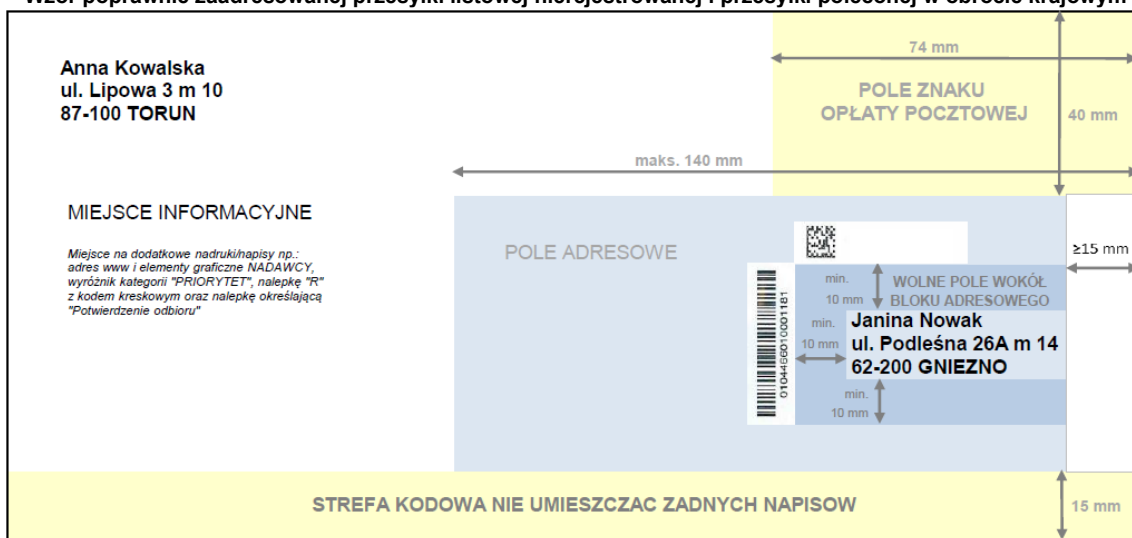 Wzór poprawnie zaadresowanej przesyłki listowej nierejestrowanej i przesyłki poleconej w obrocie krajowym
Anna Kowalska
ul. Lipowa 3 m 10
87-100 TORUN
74 mm
POLE ZNAKU
OPŁATY POCZTOWEJ
40 mm
maks. 140 mm
MIEJSCE INFORMACYJNE
Miejsce na dodatkowe nadruki/napisy np.:
adres www i elementy graficzne NADAWCY,
wyróżnik kategorii "PRIORYTET", nalepkę "R"
z kodem kreskowym oraz nalepkę określającą
"Potwierdzenie odbioru"
POLE ADRESOWE
≥15 mm
min.
10 mm
WOLNE POLE WOKÓŁ
BLOKU ADRESOWEGO
0104466010001181
min.
10 mm
Janina Nowak
ul. Podleśna 26A m 14
62-200 GNIEZNO
min.
10 mm
STREFA KODOWA NIE UMIESZCZAC ZADNYCH NAPISOW
15 mm